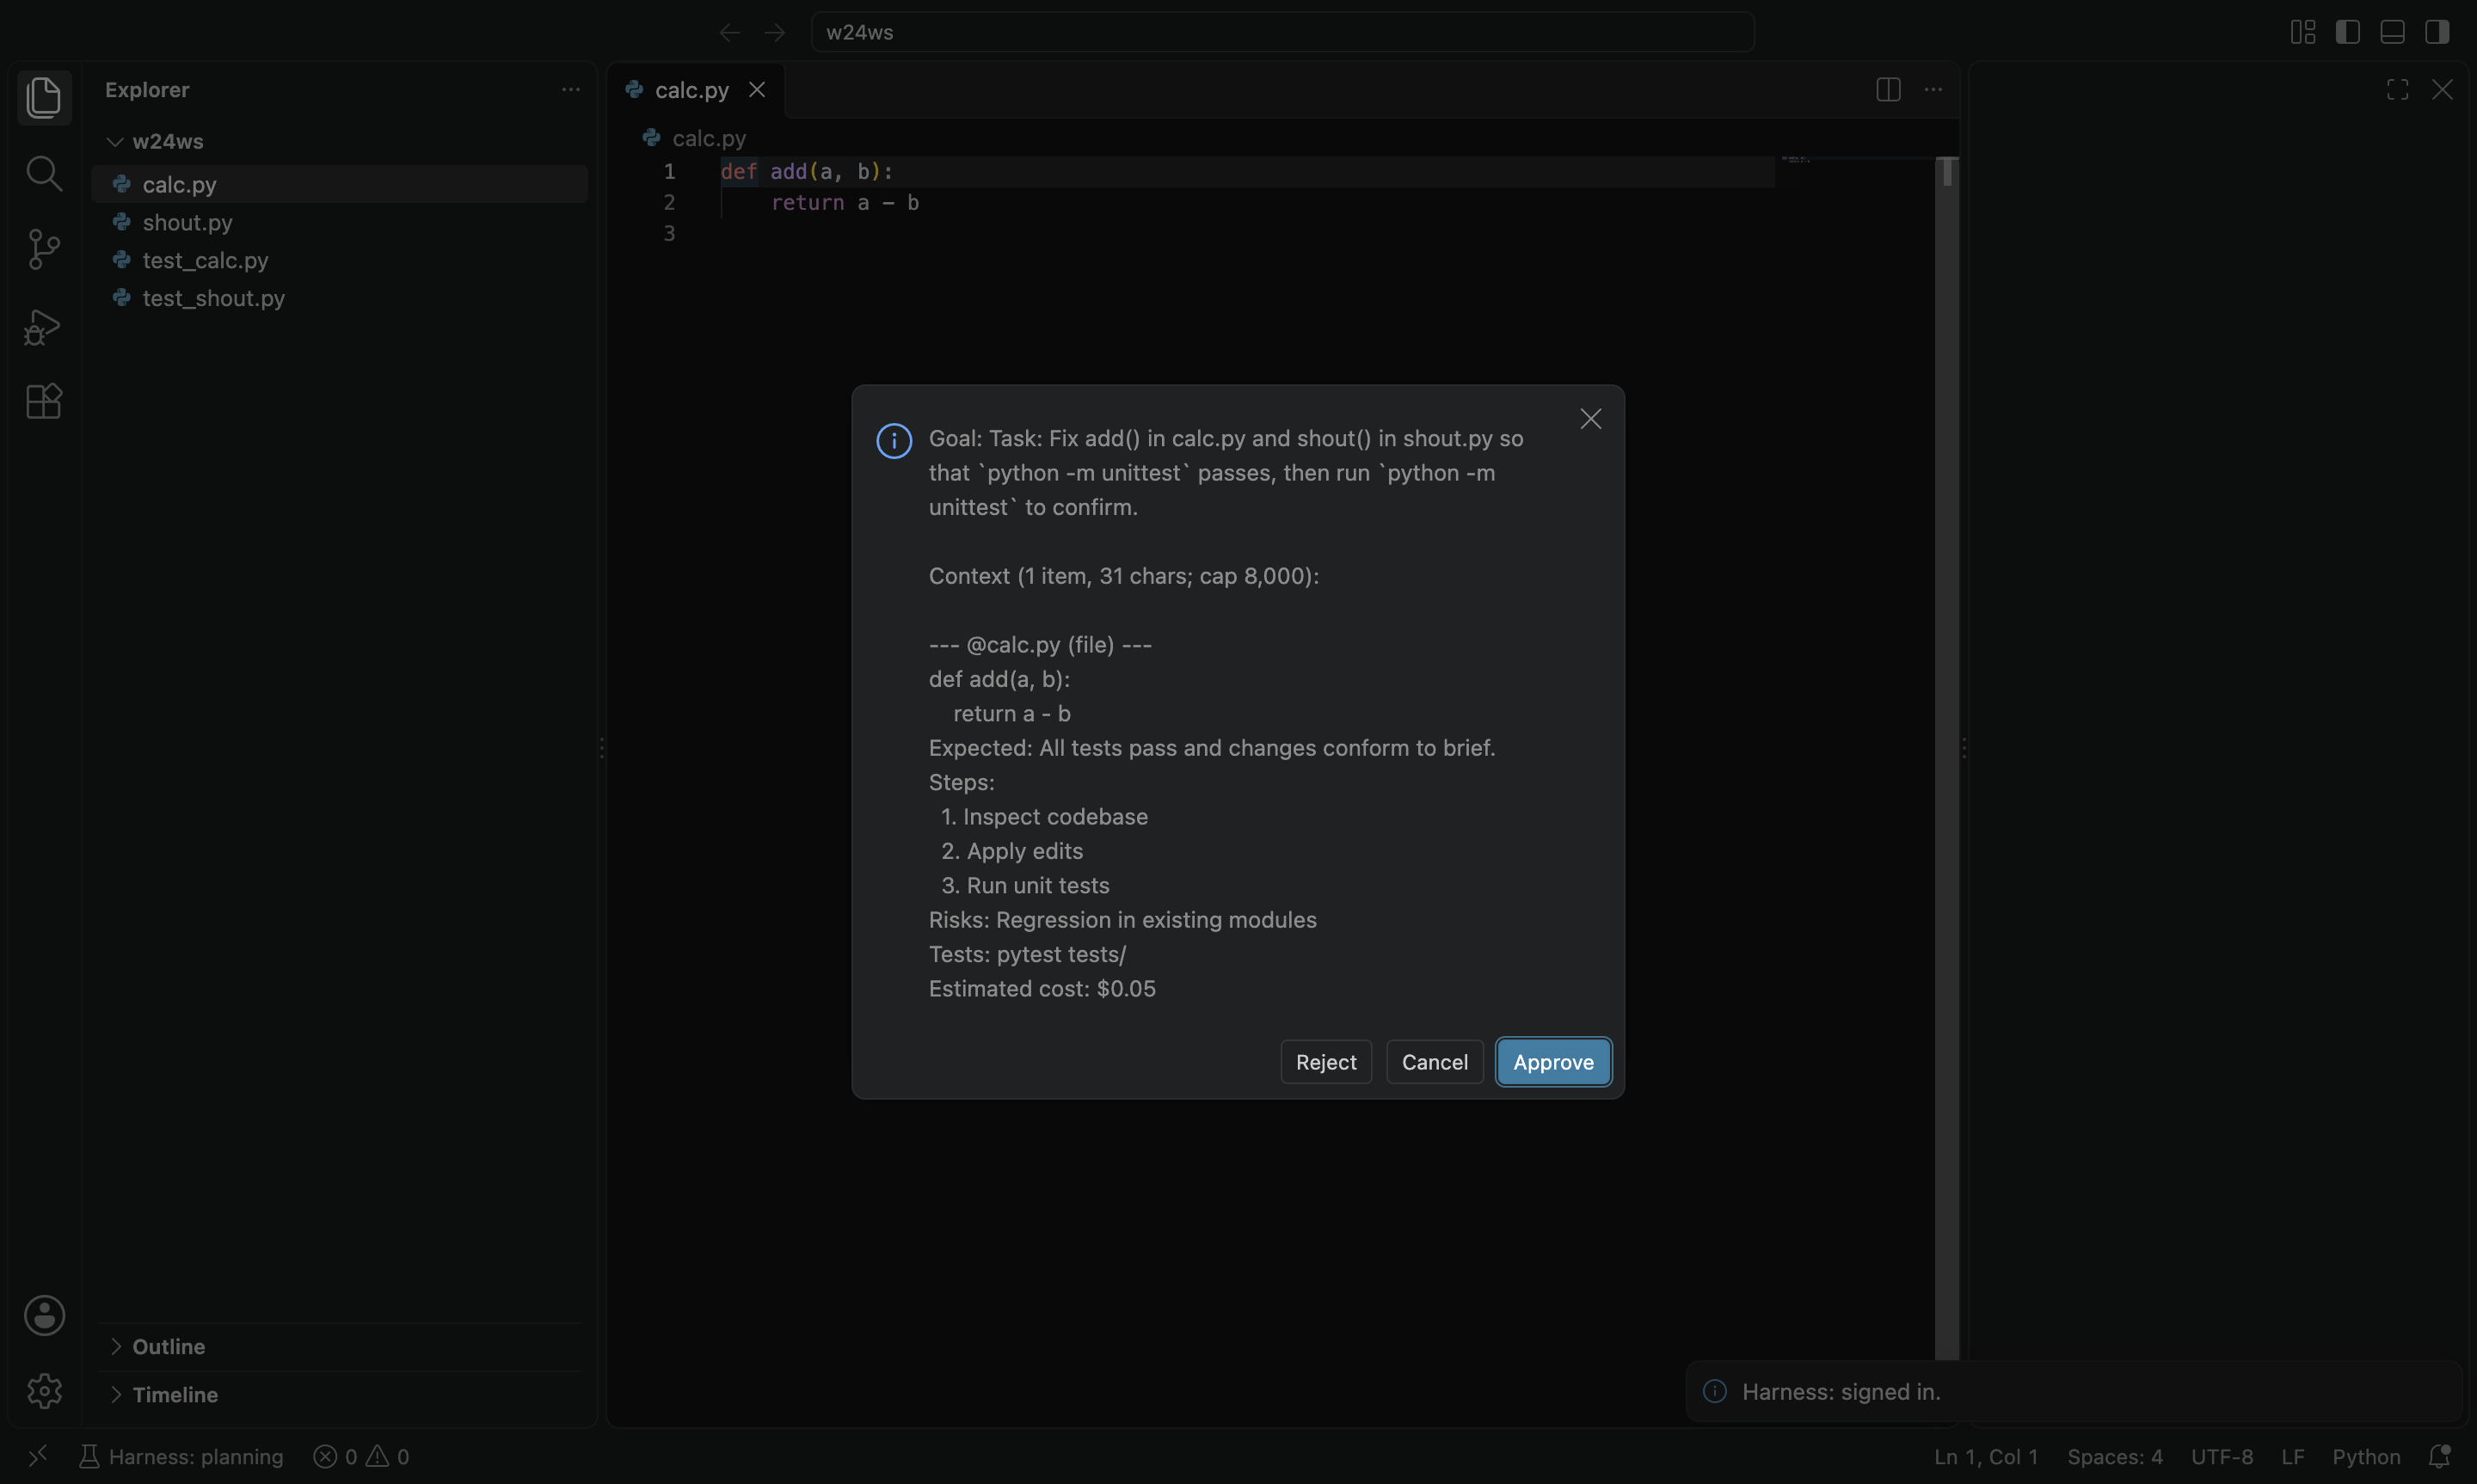 w24ws
Explorer
w24ws
calc.py
shout.py
test_calc.py
test_shout.py
calc.py
calc.py
1 def add(a, b):
2 return a - b
3
Goal: Task: Fix add() in calc.py and shout() in shout.py so
that `python -m unittest` passes, then run `python -m
unittest` to confirm.
Context (1 item, 31 chars; cap 8,000):
--- @calc.py (file) ---
def add(a, b):
return a - b
Expected: All tests pass and changes conform to brief.
Steps:
1. Inspect codebase
2. Apply edits
3. Run unit tests
Risks: Regression in existing modules
Tests: pytest tests/
Estimated cost: $0.05
Reject Cancel Approve
Outline
Timeline
Harness: signed in.
Harness: planning 0 0 Ln 1, Col 1 Spaces: 4 UTF-8 LF Python